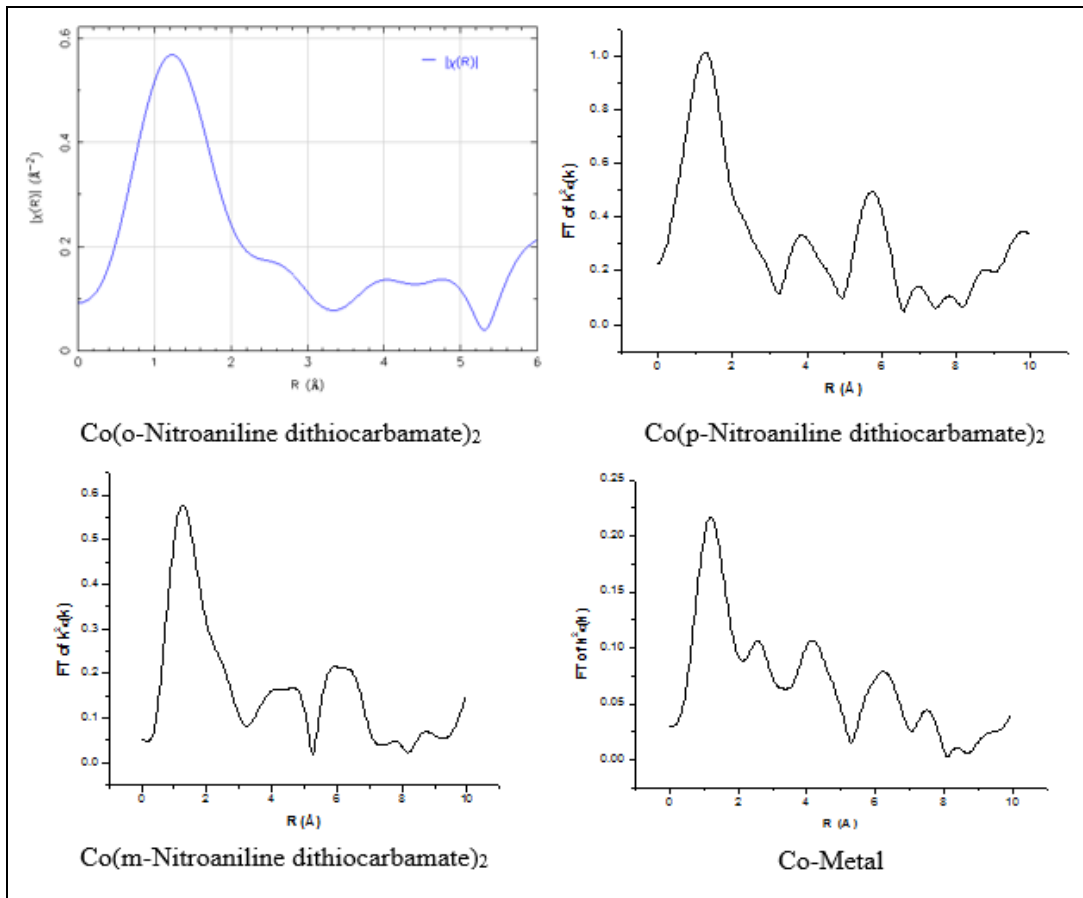 |χ(R)|
|χ(R)| (Å⁻²)
0.6
0.4
0.2
0
0 1 2 3 4 5 6
R (Å)
Co(o-Nitroaniline dithiocarbamate)₂
FT of k²χ(k)
1.0
0.8
0.6
0.4
0.2
0.0
0 2 4 6 8 10
R (Å)
Co(p-Nitroaniline dithiocarbamate)₂
FT of k²χ(k)
0.6
0.5
0.4
0.3
0.2
0.1
0.0
0 2 4 6 8 10
R (Å)
Co(m-Nitroaniline dithiocarbamate)₂
FT of k²χ(k)
0.25
0.20
0.15
0.10
0.05
0.00
0 2 4 6 8 10
R (A)
Co-Metal